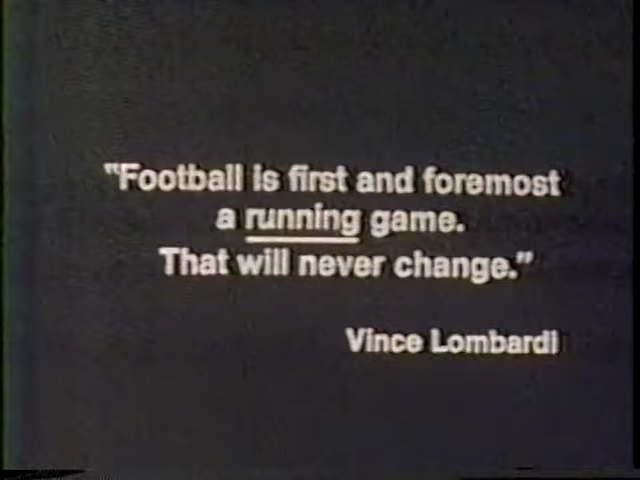 "Football is first and foremost
a running game.
That will never change."
Vince Lombardi